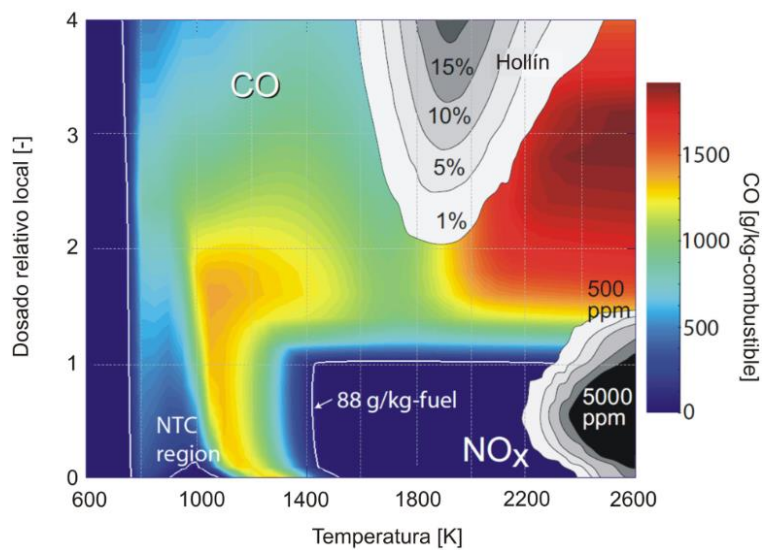 4
3
2
1
0
Dosado relativo local [-]
600
1000
1400
1800
2200
2600
Temperatura [K]
CO
15%
10%
5%
1%
Hollín
500
ppm
5000
ppm
NOx
88 g/kg-fuel
NTC
region
1500
1000
500
0
CO [g/kg-combustible]